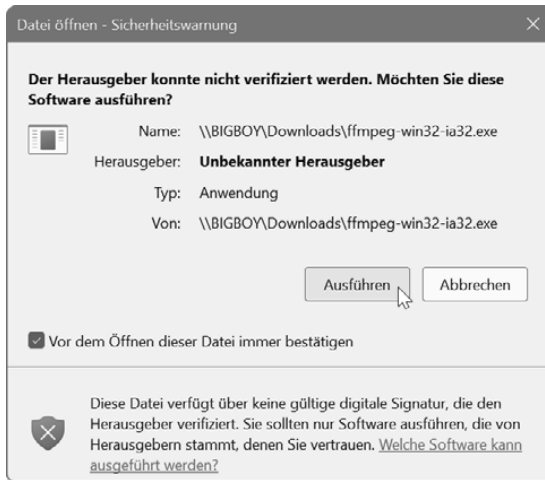 Datei öffnen - Sicherheitswarnung
Der Herausgeber konnte nicht verifiziert werden. Möchten Sie diese
Software ausführen?
Name: \\BIGBOY\Downloads\ffmpeg-win32-ia32.exe
Herausgeber: Unbekannter Herausgeber
Typ: Anwendung
Von: \\BIGBOY\Downloads\ffmpeg-win32-ia32.exe
Ausführen Abbrechen
Vor dem Öffnen dieser Datei immer bestätigen
Diese Datei verfügt über keine gültige digitale Signatur, die den
Herausgeber verifiziert. Sie sollten nur Software ausführen, die von
Herausgebern stammt, denen Sie vertrauen. Welche Software kann
ausgeführt werden?